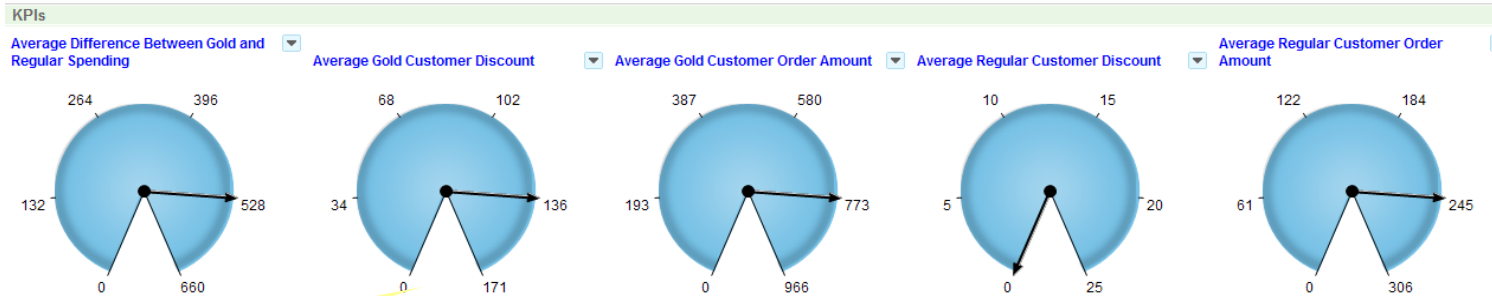 KPIs
Average Difference Between Gold and
Regular Spending
Average Gold Customer Discount
Average Gold Customer Order Amount
Average Regular Customer Discount
Average Regular Customer Order
Amount
264 396
132 528
0 660
68 102
34 136
0 171
387 580
193 773
0 966
10 15
5 20
0 25
122 184
61 245
0 306